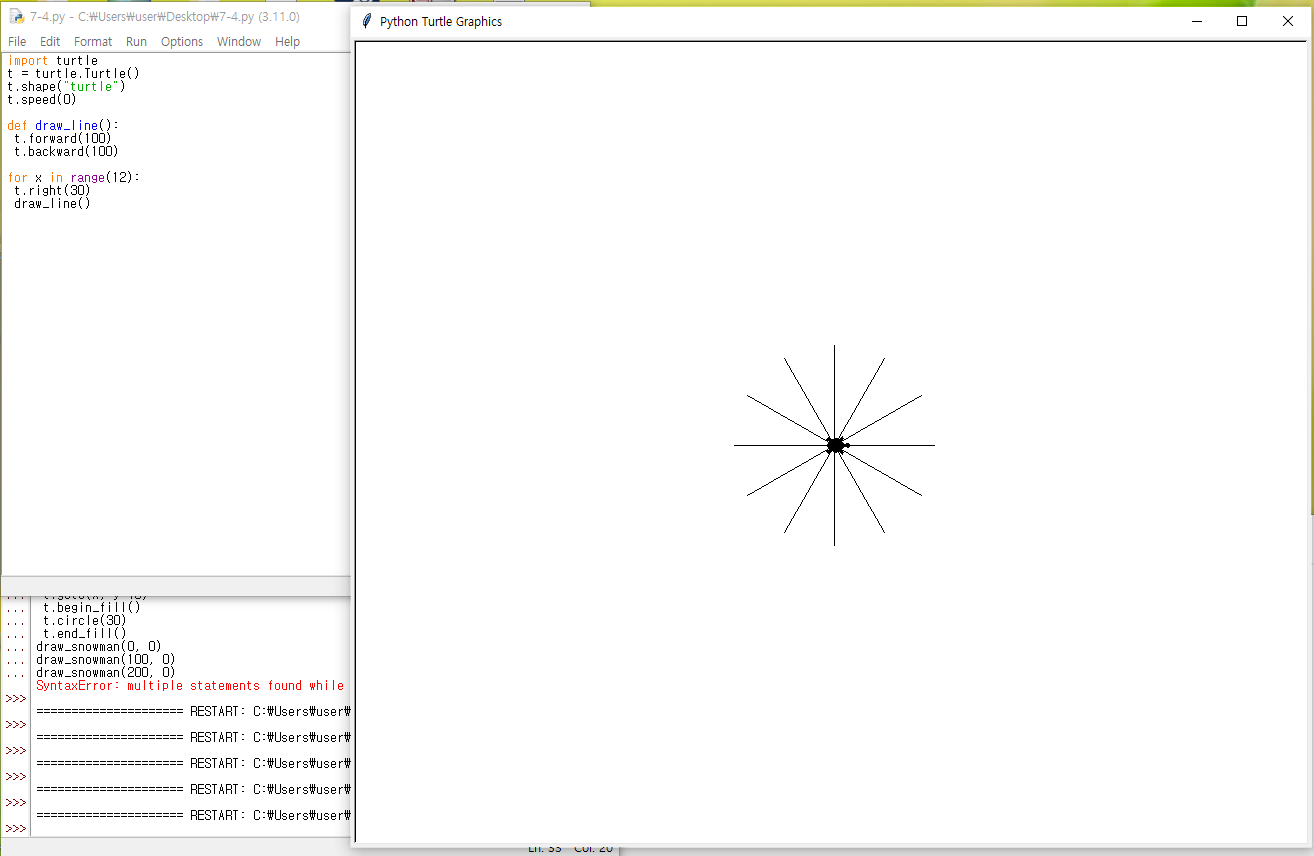 7-4.py - C:₩Users₩user₩Desktop₩7-4.py (3.11.0)
File Edit Format Run Options Window Help
import turtle
t = turtle.Turtle()
t.shape("turtle")
t.speed(0)
def draw_line():
 t.forward(100)
 t.backward(100)
for x in range(12):
 t.right(30)
 draw_line()
Python Turtle Graphics
...
... t.begin_fill()
... t.circle(30)
... t.end_fill()
... draw_snowman(0, 0)
... draw_snowman(100, 0)
... draw_snowman(200, 0)
SyntaxError: multiple statements found while
>>>
===================== RESTART: C:₩Users₩user₩
>>>
===================== RESTART: C:₩Users₩user₩
>>>
===================== RESTART: C:₩Users₩user₩
>>>
===================== RESTART: C:₩Users₩user₩
>>>
===================== RESTART: C:₩Users₩user₩
>>>
Ln: 33 Col: 20